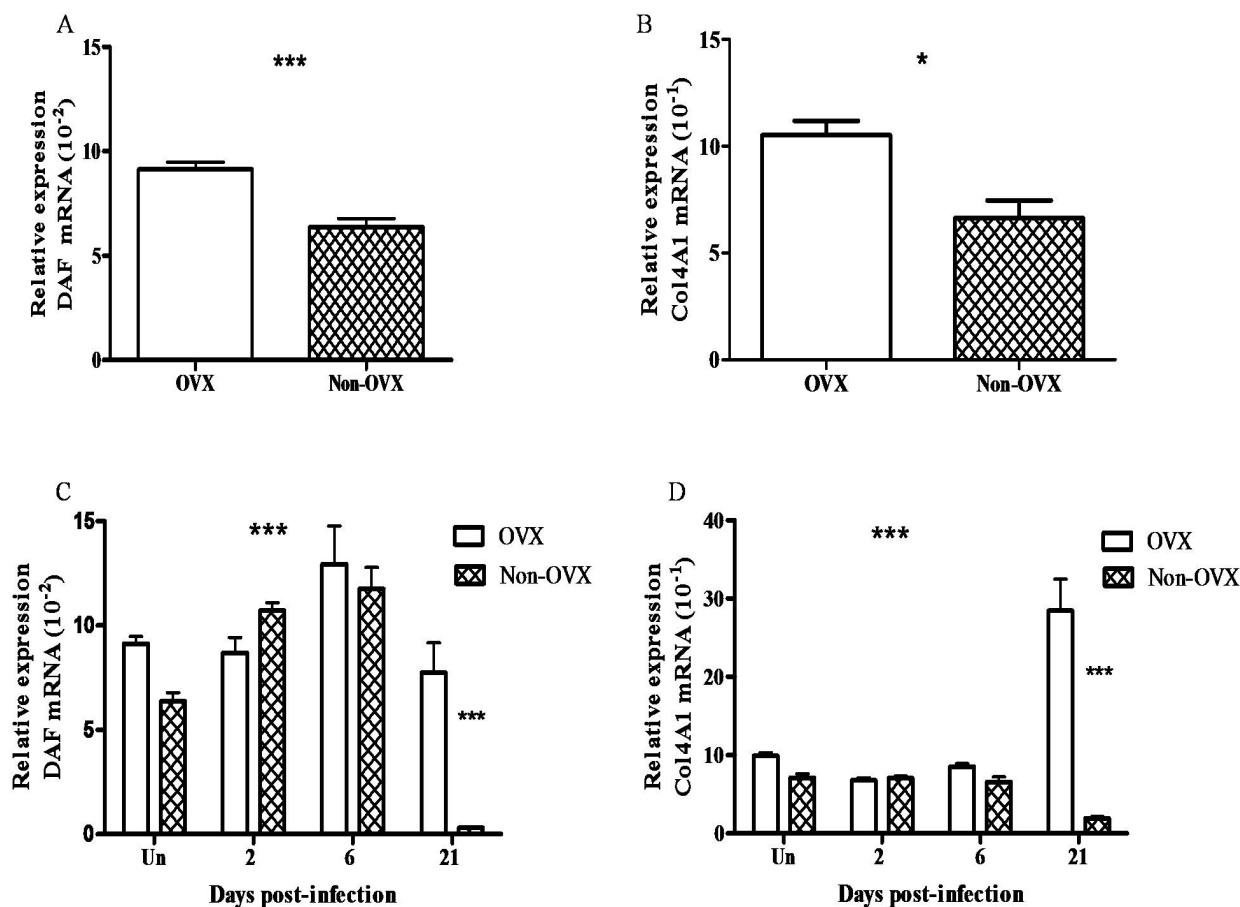 A
Relative expression
DAF mRNA (10-2)
15
10
5
0
***
OVX
Non-OVX
B
Relative expression
Col4A1 mRNA (10-1)
15
10
5
0
*
OVX
Non-OVX
C
Relative expression
DAF mRNA (10-2)
15
10
5
0
***
***
OVX
Non-OVX
Un
2
6
21
Days post-infection
D
Relative expression
Col4A1 mRNA (10-1)
40
30
20
10
0
***
***
OVX
Non-OVX
Un
2
6
21
Days post-infection